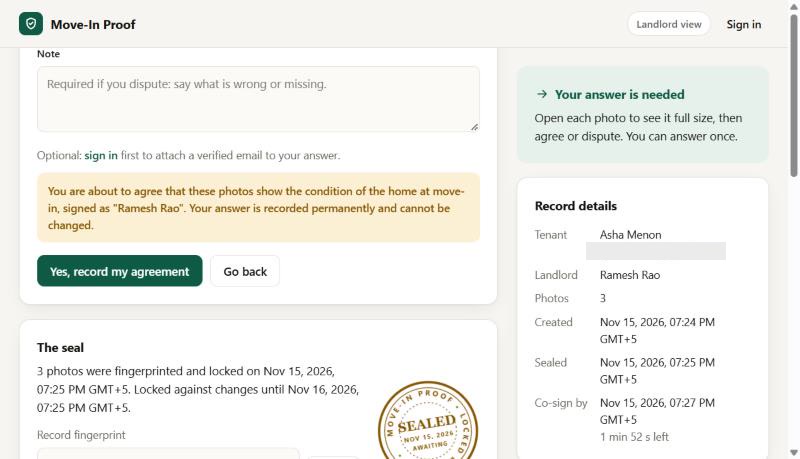 Move-In Proof
Landlord view
Sign in
Note
Required if you dispute: say what is wrong or missing.
Optional: sign in first to attach a verified email to your answer.
You are about to agree that these photos show the condition of the home at move-
in, signed as "Ramesh Rao". Your answer is recorded permanently and cannot be
changed.
Yes, record my agreement
Go back
The seal
3 photos were fingerprinted and locked on Nov 15, 2026,
07:25 PM GMT+5. Locked against changes until Nov 16, 2026,
07:25 PM GMT+5.
Record fingerprint
MOVE-IN PROOF • LOCKED
SEALED
NOV 15, 2026
AWAITING
→ Your answer is needed
Open each photo to see it full size, then
agree or dispute. You can answer once.
Record details
Tenant Asha Menon
Landlord Ramesh Rao
Photos 3
Created Nov 15, 2026, 07:24 PM
GMT+5
Sealed Nov 15, 2026, 07:25 PM
GMT+5
Co-sign by Nov 15, 2026, 07:27 PM
GMT+5
1 min 52 s left